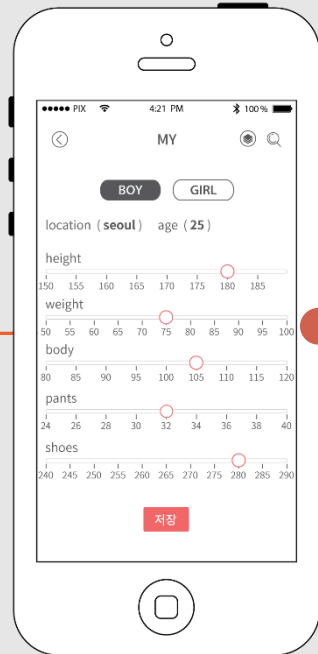 PIX 4:21 PM 100%
MY
BOY GIRL
location ( seoul ) age ( 25 )
height
150 155 160 165 170 175 180 185
weight
50 55 60 65 70 75 80 85 90 95 100
body
80 85 90 95 100 105 110 115 120
pants
24 26 28 30 32 34 36 38 40
shoes
240 245 250 255 260 265 270 275 280 285 290
저장